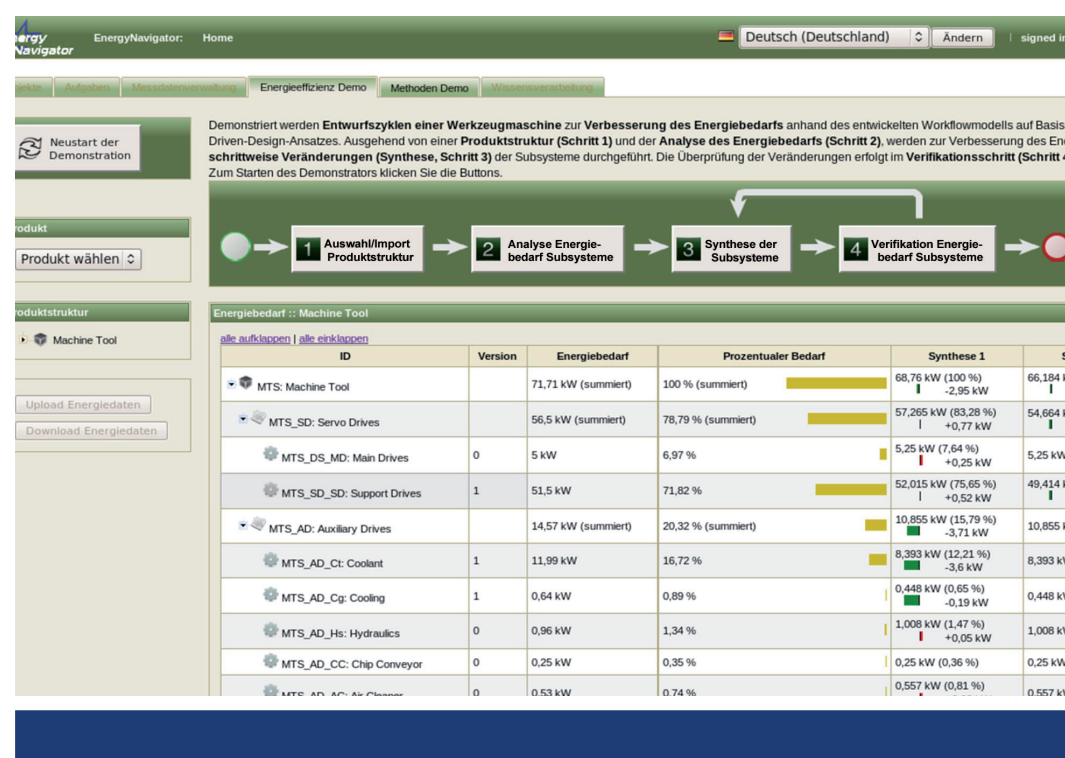 EnergyNavigator: Home Deutsch (Deutschland) Ändern signed in
Navigator
Aufgaben Messdatenverwaltung Energieeffizienz Demo Methoden Demo Wissensverarbeitung
Neustart der
Demonstration
Demonstriert werden Entwurfszyklen einer Werkzeugmaschine zur Verbesserung des Energiebedarfs anhand des entwickelten Workflowmodells auf Basis
Driven-Design-Ansatzes. Ausgehend von einer Produktstruktur (Schritt 1) und der Analyse des Energiebedarfs (Schritt 2), werden zur Verbesserung des
schrittweise Veränderungen (Synthese, Schritt 3) der Subsysteme durchgeführt. Die Überprüfung der Veränderungen erfolgt im Verifikationsschritt (Schritt 4
Zum Starten des Demonstrators klicken Sie die Buttons.
1 Auswahl/Import
Produktstruktur
2 Analyse Energie-
bedarf Subsysteme
3 Synthese der
Subsysteme
4 Verifikation Energie-
bedarf Subsysteme
rodukt
Produkt wählen
roduktstruktur
Machine Tool
Upload Energiedaten
Download Energiedaten
Energiebedarf :: Machine Tool
alle aufklappen | alle einklappen
ID Version Energiebedarf Prozentualer Bedarf Synthese 1 S
MTS: Machine Tool 71,71 kW (summiert) 100 % (summiert) 68,76 kW (100 %) 66,184
-2,95 kW
MTS_SD: Servo Drives 56,5 kW (summiert) 78,79 % (summiert) 57,265 kW (83,28 %) 54,664
+0,77 kW
MTS_DS_MD: Main Drives 0 5 kW 6,97 % 5,25 kW (7,64 %) 5,25 kW
+0,25 kW
MTS_SD_SD: Support Drives 1 51,5 kW 71,82 % 52,015 kW (75,65 %) 49,414
+0,52 kW
MTS_AD: Auxiliary Drives 14,57 kW (summiert) 20,32 % (summiert) 10,855 kW (15,79 %) 10,855
-3,71 kW
MTS_AD_Ct: Coolant 1 11,99 kW 16,72 % 8,393 kW (12,21 %) 8,393 kW
-3,6 kW
MTS_AD_Cg: Cooling 1 0,64 kW 0,89 % 0,448 kW (0,65 %) 0,448 kW
-0,19 kW
MTS_AD_Hs: Hydraulics 0 0,96 kW 1,34 % 1,008 kW (1,47 %) 1,008 kW
+0,05 kW
MTS_AD_CC: Chip Conveyor 0 0,25 kW 0,35 % 0,25 kW (0,36 %) 0,25 kW
MTS_AD_AC: Air Cleaner 0 0,53 kW 0,74 % 0,557 kW (0,81 %) 0,557